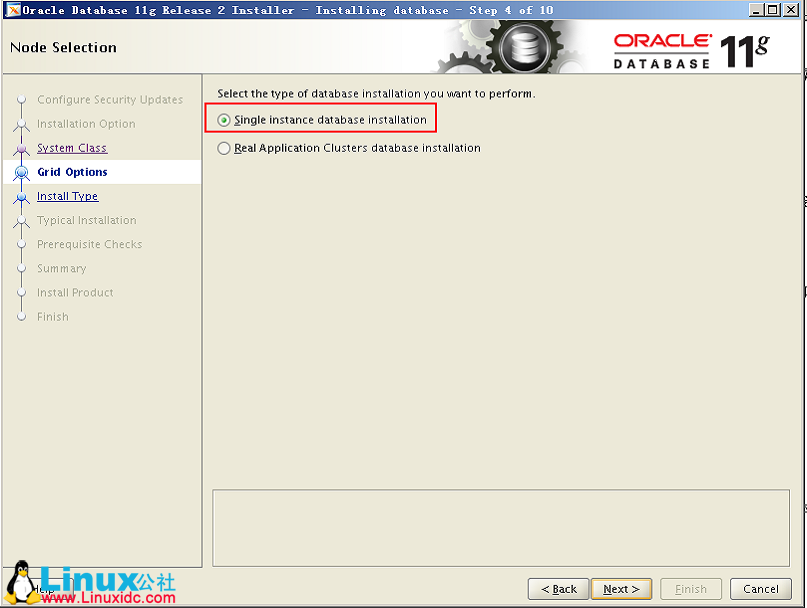 Oracle Database 11g Release 2 Installer - Installing database - Step 4 of 10
Node Selection
ORACLE
DATABASE
11g
Configure Security Updates
Installation Option
System Class
Grid Options
Install Type
Typical Installation
Prerequisite Checks
Summary
Install Product
Finish
Select the type of database installation you want to perform.
Single instance database installation
Real Application Clusters database installation
Help
Linux公社
www.Linuxidc.com
< Back
Next >
Finish
Cancel